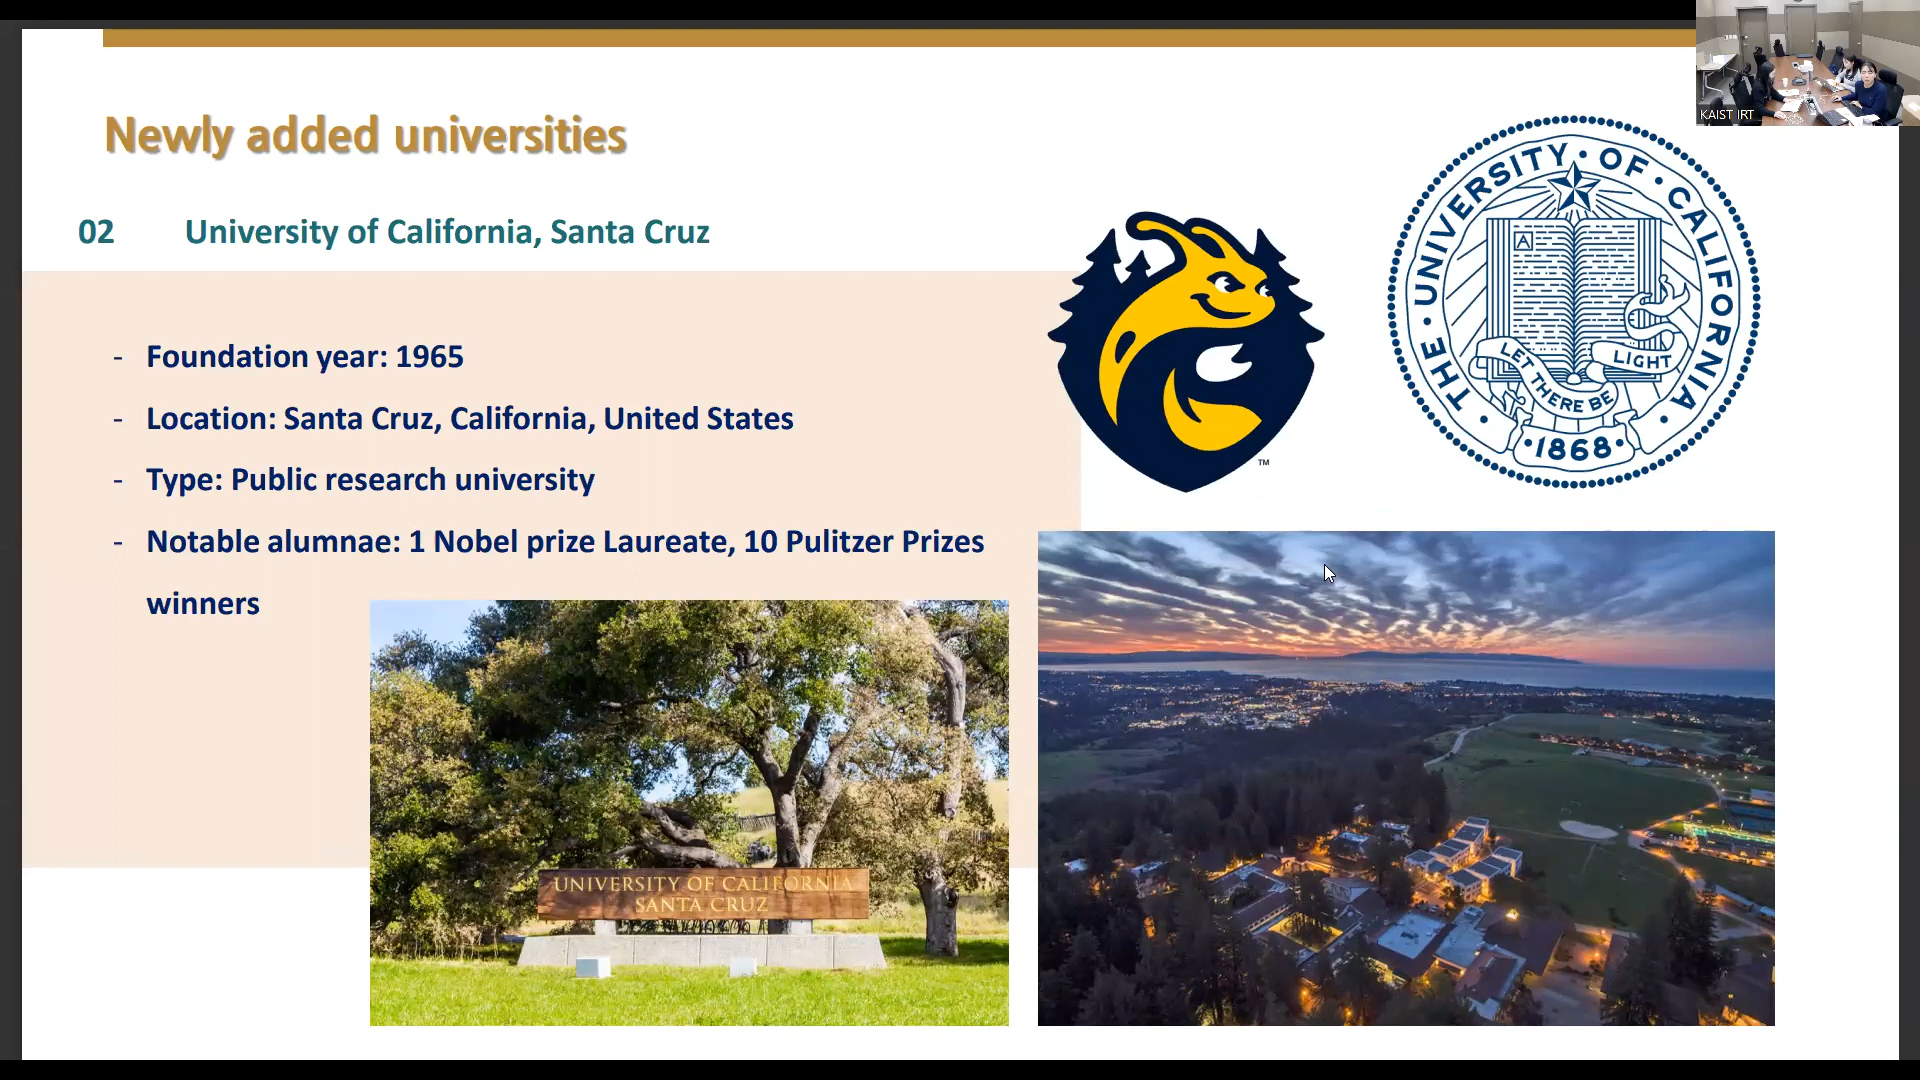 KAIST IRT
Newly added universities
02 University of California, Santa Cruz
- Foundation year: 1965
- Location: Santa Cruz, California, United States
- Type: Public research university
- Notable alumnae: 1 Nobel prize Laureate, 10 Pulitzer Prizes
winners
TM
· THE · UNIVERSITY · OF · CALIFORNIA ·
A
LET THERE BE
LIGHT
·1868·
UNIVERSITY OF CALIFORNIA
SANTA CRUZ